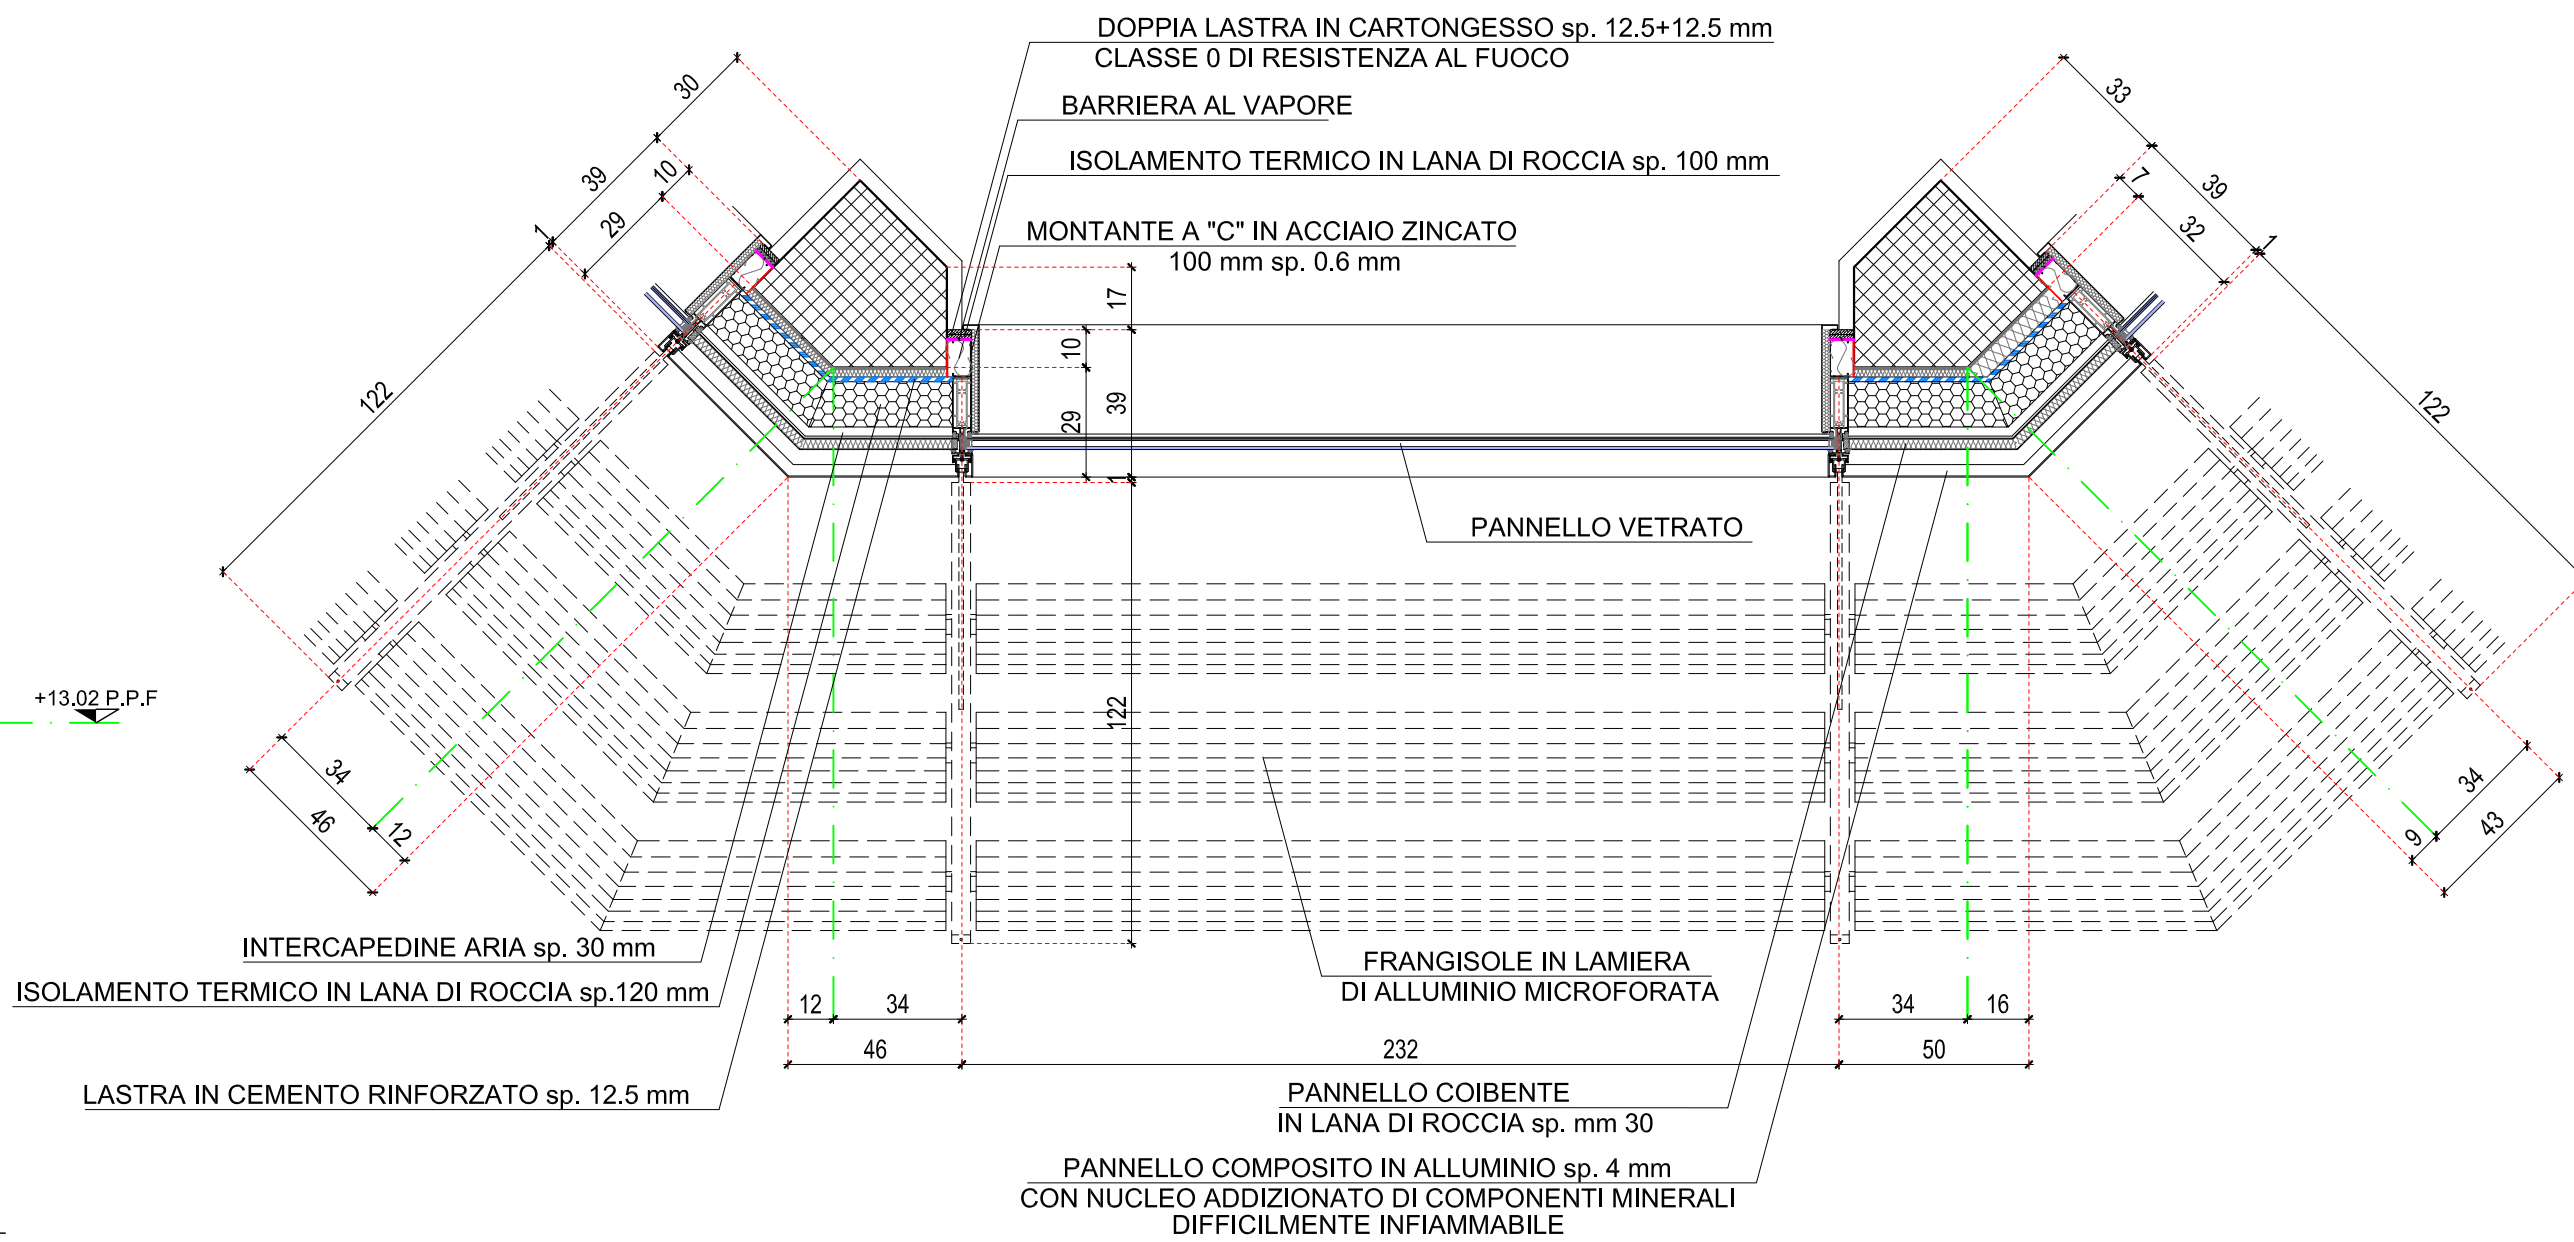 DOPPIA LASTRA IN CARTONGESSO sp. 12.5+12.5 mm
CLASSE 0 DI RESISTENZA AL FUOCO
BARRIERA AL VAPORE
ISOLAMENTO TERMICO IN LANA DI ROCCIA sp. 100 mm
MONTANTE A "C" IN ACCIAIO ZINCATO
100 mm sp. 0.6 mm
30
39
10
29
1
122
33
7
39
32
1
122
17
10
39
29
1
122
PANNELLO VETRATO
+13.02 P.P.F
34
46
12
34
43
9
INTERCAPEDINE ARIA sp. 30 mm
ISOLAMENTO TERMICO IN LANA DI ROCCIA sp.120 mm
LASTRA IN CEMENTO RINFORZATO sp. 12.5 mm
FRANGISOLE IN LAMIERA
DI ALLUMINIO MICROFORATA
12
34
34
16
46
232
50
PANNELLO COIBENTE
IN LANA DI ROCCIA sp. mm 30
PANNELLO COMPOSITO IN ALLUMINIO sp. 4 mm
CON NUCLEO ADDIZIONATO DI COMPONENTI MINERALI
DIFFICILMENTE INFIAMMABILE